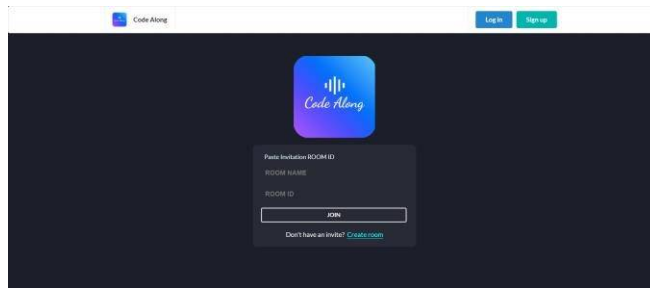 Code Along
Log In
Sign up
Code Along
Paste Invitation ROOM ID
ROOM NAME
ROOM ID
JOIN
Don't have an invite? Create room